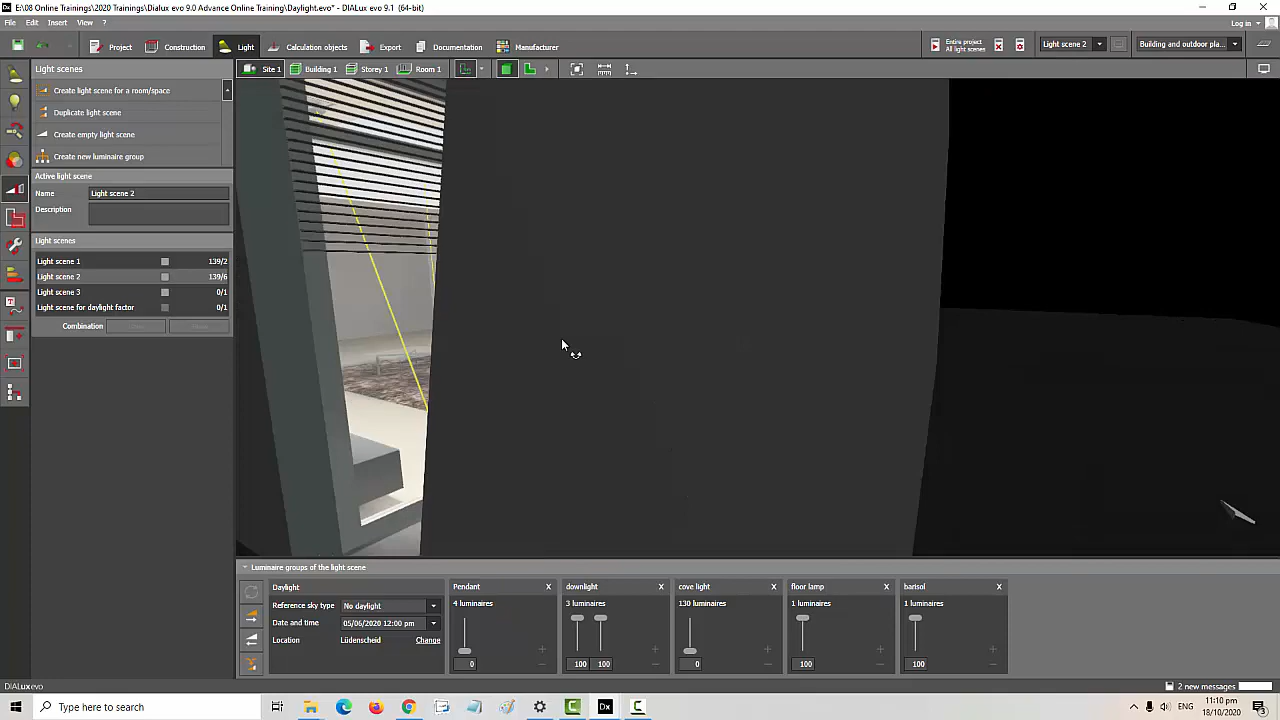 E:\08 Online Trainings\2020 Trainings\Dialux evo 9.0 Advance Online Training\Daylight.evo* - DIALux evo 9.1 (64-bit)
File Edit Insert View ?
Log in
Project Construction Light Calculation objects Export Documentation Manufacturer
Entire project
All light scenes
Light scene 2
Building and outdoor pla...
Light scenes
Site 1 Building 1 Storey 1 Room 1
Create light scene for a room/space
Duplicate light scene
Create empty light scene
Create new luminaire group
Active light scene
Name Light scene 2
Description
Light scenes
Light scene 1 139/2
Light scene 2 139/6
Light scene 3 0/1
Light scene for daylight factor 0/1
Combination
Luminaire groups of the light scene
Daylight
Reference sky type No daylight
Date and time 05/06/2020 12:00 pm
Location Lüdenscheid Change
Pendant X
4 luminaires
0
downlight X
3 luminaires
100 100
cove light X
130 luminaires
0
floor lamp X
1 luminaires
100
barisol X
1 luminaires
100
DIALux evo
2 new messages
Type here to search
Dx
ENG
11:10 pm
18/10/2020